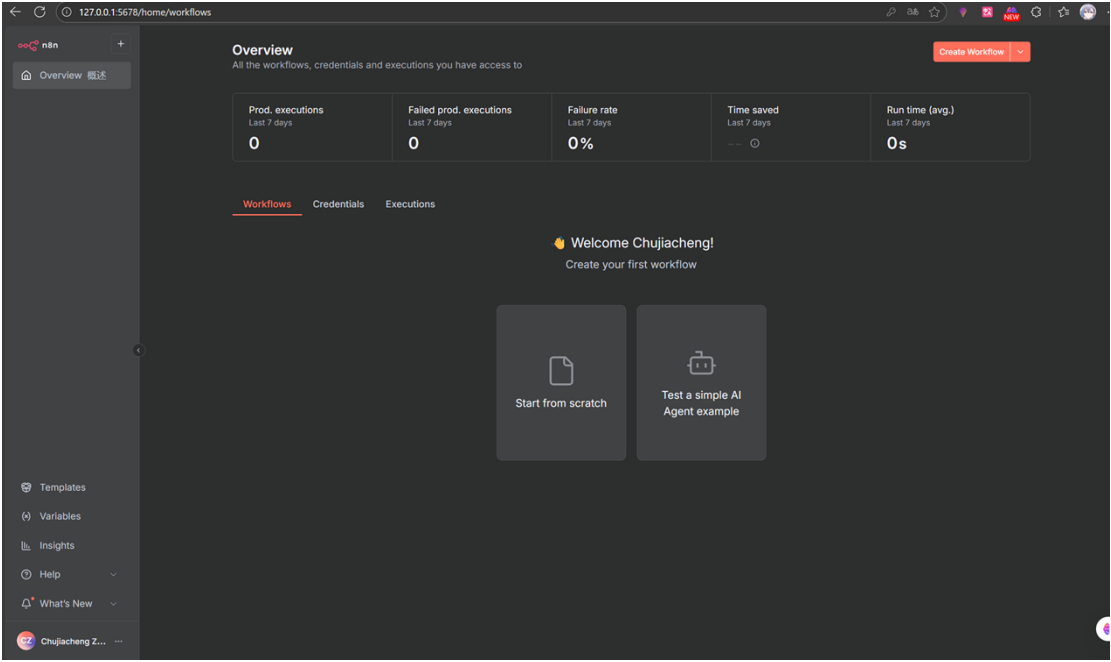 127.0.0.1:5678/home/workflows
NEW
n8n
Overview 概述
Overview
All the workflows, credentials and executions you have access to
Create Workflow
Prod. executions
Last 7 days
0
Failed prod. executions
Last 7 days
0
Failure rate
Last 7 days
0%
Time saved
Last 7 days
--
Run time (avg.)
Last 7 days
0s
Workflows Credentials Executions
👋 Welcome Chujiacheng!
Create your first workflow
Start from scratch
Test a simple AI
Agent example
Templates
Variables
Insights
Help
What's New
CZ Chujiacheng Z... ...